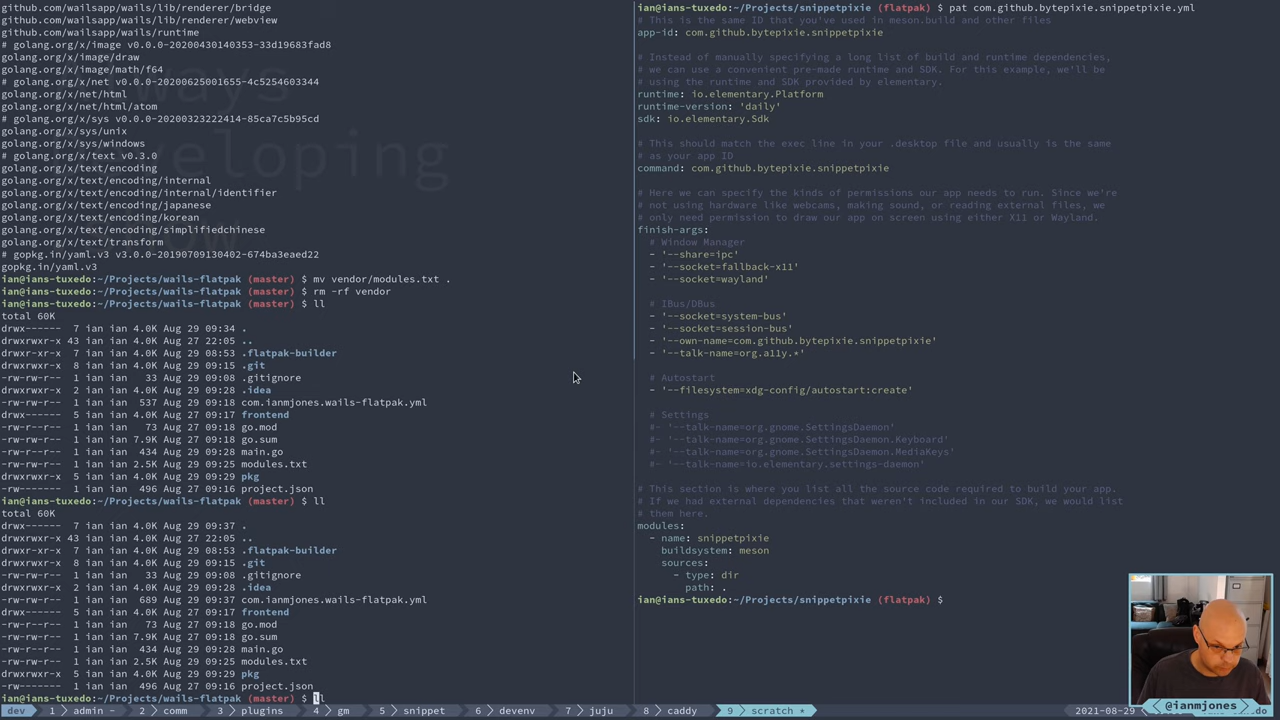 github.com/wailsapp/wails/lib/renderer/bridge
github.com/wailsapp/wails/lib/renderer/webview
github.com/wailsapp/wails/runtime
# golang.org/x/image v0.0.0-20200430140353-33d19683fad8
golang.org/x/image/draw
golang.org/x/image/math/f64
# golang.org/x/net v0.0.0-20200625001655-4c5254603344
golang.org/x/net/html
golang.org/x/net/html/atom
# golang.org/x/sys v0.0.0-20200323222414-85ca7c5b95cd
golang.org/x/sys/unix
golang.org/x/sys/windows
# golang.org/x/text v0.3.0
golang.org/x/text/encoding
golang.org/x/text/encoding/internal
golang.org/x/text/encoding/internal/identifier
golang.org/x/text/encoding/japanese
golang.org/x/text/encoding/korean
golang.org/x/text/encoding/simplifiedchinese
golang.org/x/text/transform
# gopkg.in/yaml.v3 v3.0.0-20190709130402-674ba3eaed22
gopkg.in/yaml.v3
ian@ians-tuxedo:~/Projects/wails-flatpak (master) $ mv vendor/modules.txt .
ian@ians-tuxedo:~/Projects/wails-flatpak (master) $ rm -rf vendor
ian@ians-tuxedo:~/Projects/wails-flatpak (master) $ ll
total 60K
drwx------ 7 ian ian 4.0K Aug 29 09:34 .
drwxrwxr-x 43 ian ian 4.0K Aug 27 22:05 ..
drwxr-xr-x 7 ian ian 4.0K Aug 29 08:53 .flatpak-builder
drwxrwxr-x 8 ian ian 4.0K Aug 29 09:15 .git
-rw-rw-r-- 1 ian ian 33 Aug 29 09:08 .gitignore
drwxrwxr-x 2 ian ian 4.0K Aug 29 09:28 .idea
-rw-rw-r-- 1 ian ian 537 Aug 29 09:18 com.ianmjones.wails-flatpak.yml
drwx------ 5 ian ian 4.0K Aug 27 09:17 frontend
-rw-rw-r-- 1 ian ian 73 Aug 27 09:18 go.mod
-rw-rw-r-- 1 ian ian 7.9K Aug 27 09:18 go.sum
-rw-rw-r-- 1 ian ian 434 Aug 29 09:28 main.go
-rw-rw-r-- 1 ian ian 2.5K Aug 29 09:25 modules.txt
drwxr-xr-x 5 ian ian 4.0K Aug 29 09:29 pkg
-rw------- 1 ian ian 496 Aug 27 09:16 project.json
ian@ians-tuxedo:~/Projects/wails-flatpak (master) $ ll
total 60K
drwx------ 7 ian ian 4.0K Aug 29 09:37 .
drwxrwxr-x 43 ian ian 4.0K Aug 27 22:05 ..
drwxr-xr-x 7 ian ian 4.0K Aug 29 08:53 .flatpak-builder
drwxrwxr-x 8 ian ian 4.0K Aug 29 09:15 .git
-rw-rw-r-- 1 ian ian 33 Aug 29 09:08 .gitignore
drwxrwxr-x 2 ian ian 4.0K Aug 29 09:28 .idea
-rw-rw-r-- 1 ian ian 689 Aug 29 09:37 com.ianmjones.wails-flatpak.yml
drwx------ 5 ian ian 4.0K Aug 27 09:17 frontend
-rw-rw-r-- 1 ian ian 73 Aug 27 09:18 go.mod
-rw-rw-r-- 1 ian ian 7.9K Aug 27 09:18 go.sum
-rw-rw-r-- 1 ian ian 434 Aug 29 09:28 main.go
-rw-rw-r-- 1 ian ian 2.5K Aug 29 09:25 modules.txt
drwxr-xr-x 5 ian ian 4.0K Aug 29 09:29 pkg
-rw------- 1 ian ian 496 Aug 27 09:16 project.json
ian@ians-tuxedo:~/Projects/wails-flatpak (master) $ ll
ian@ians-tuxedo:~/Projects/snippetpixie (flatpak) $ pat com.github.bytepixie.snippetpixie.yml
# This is the same ID that you've used in meson.build and other files
app-id: com.github.bytepixie.snippetpixie
# Instead of manually specifying a long list of build and runtime dependencies,
# we can use a convenient pre-made runtime and SDK. For this example, we'll be
# using the runtime and SDK provided by elementary.
runtime: io.elementary.Platform
runtime-version: 'daily'
sdk: io.elementary.Sdk
# This should match the exec line in your .desktop file and usually is the same
# as your app ID
command: com.github.bytepixie.snippetpixie
# Here we can specify the kinds of permissions our app needs to run. Since we're
# not using hardware like webcams, making sound, or reading external files, we
# only need permission to draw our app on screen using either X11 or Wayland.
finish-args:
# Window Manager
- '--share=ipc'
- '--socket=fallback-x11'
- '--socket=wayland'
# IBus/DBus
- '--socket=system-bus'
- '--socket=session-bus'
- '--own-name=com.github.bytepixie.snippetpixie'
- '--talk-name=org.a11y.*'
# Autostart
- '--filesystem=xdg-config/autostart:create'
# Settings
#- '--talk-name=org.gnome.SettingsDaemon'
#- '--talk-name=org.gnome.SettingsDaemon.Keyboard'
#- '--talk-name=org.gnome.SettingsDaemon.MediaKeys'
#- '--talk-name=io.elementary.settings-daemon'
# This section is where you list all the source code required to build your app.
# If we had external dependencies that weren't included in our SDK, we would list
# them here.
modules:
- name: snippetpixie
buildsystem: meson
sources:
- type: dir
path: .
ian@ians-tuxedo:~/Projects/snippetpixie (flatpak) $
dev 1 admin - 2 comm 3 plugins 4 gm 5 snippet 6 devenv 7 juju 8 caddy 9 scratch * 2021-08-29
@ianmjones